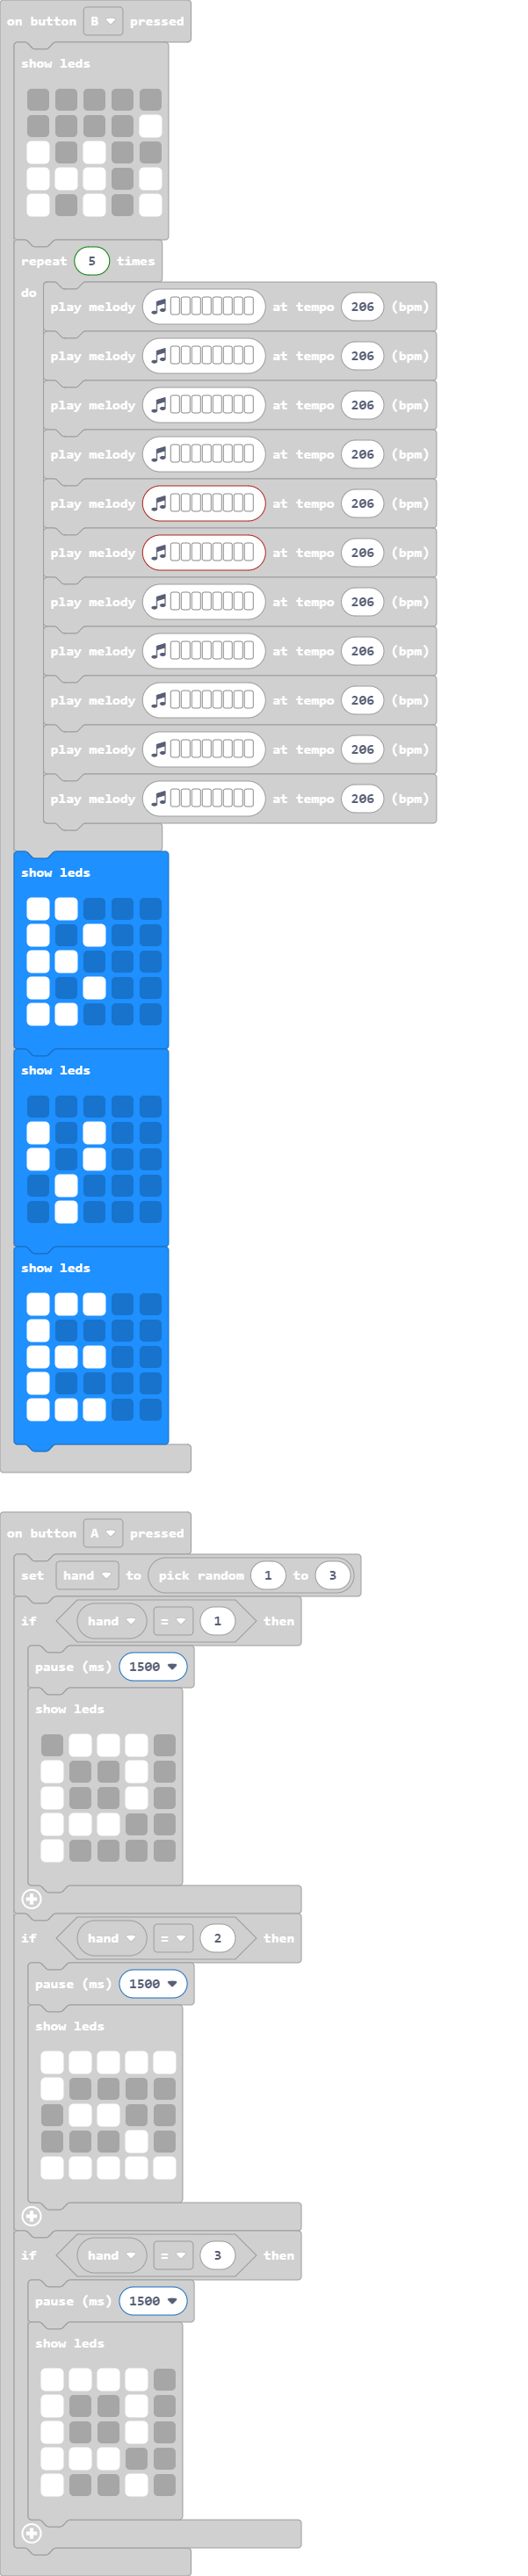 on button B pressed
show leds
repeat 5 times
do
play melody at tempo 206 (bpm)
play melody at tempo 206 (bpm)
play melody at tempo 206 (bpm)
play melody at tempo 206 (bpm)
play melody at tempo 206 (bpm)
play melody at tempo 206 (bpm)
play melody at tempo 206 (bpm)
play melody at tempo 206 (bpm)
play melody at tempo 206 (bpm)
play melody at tempo 206 (bpm)
play melody at tempo 206 (bpm)
show leds
show leds
show leds
on button A pressed
set hand to pick random 1 to 3
if hand = 1 then
pause (ms) 1500
show leds
if hand = 2 then
pause (ms) 1500
show leds
if hand = 3 then
pause (ms) 1500
show leds